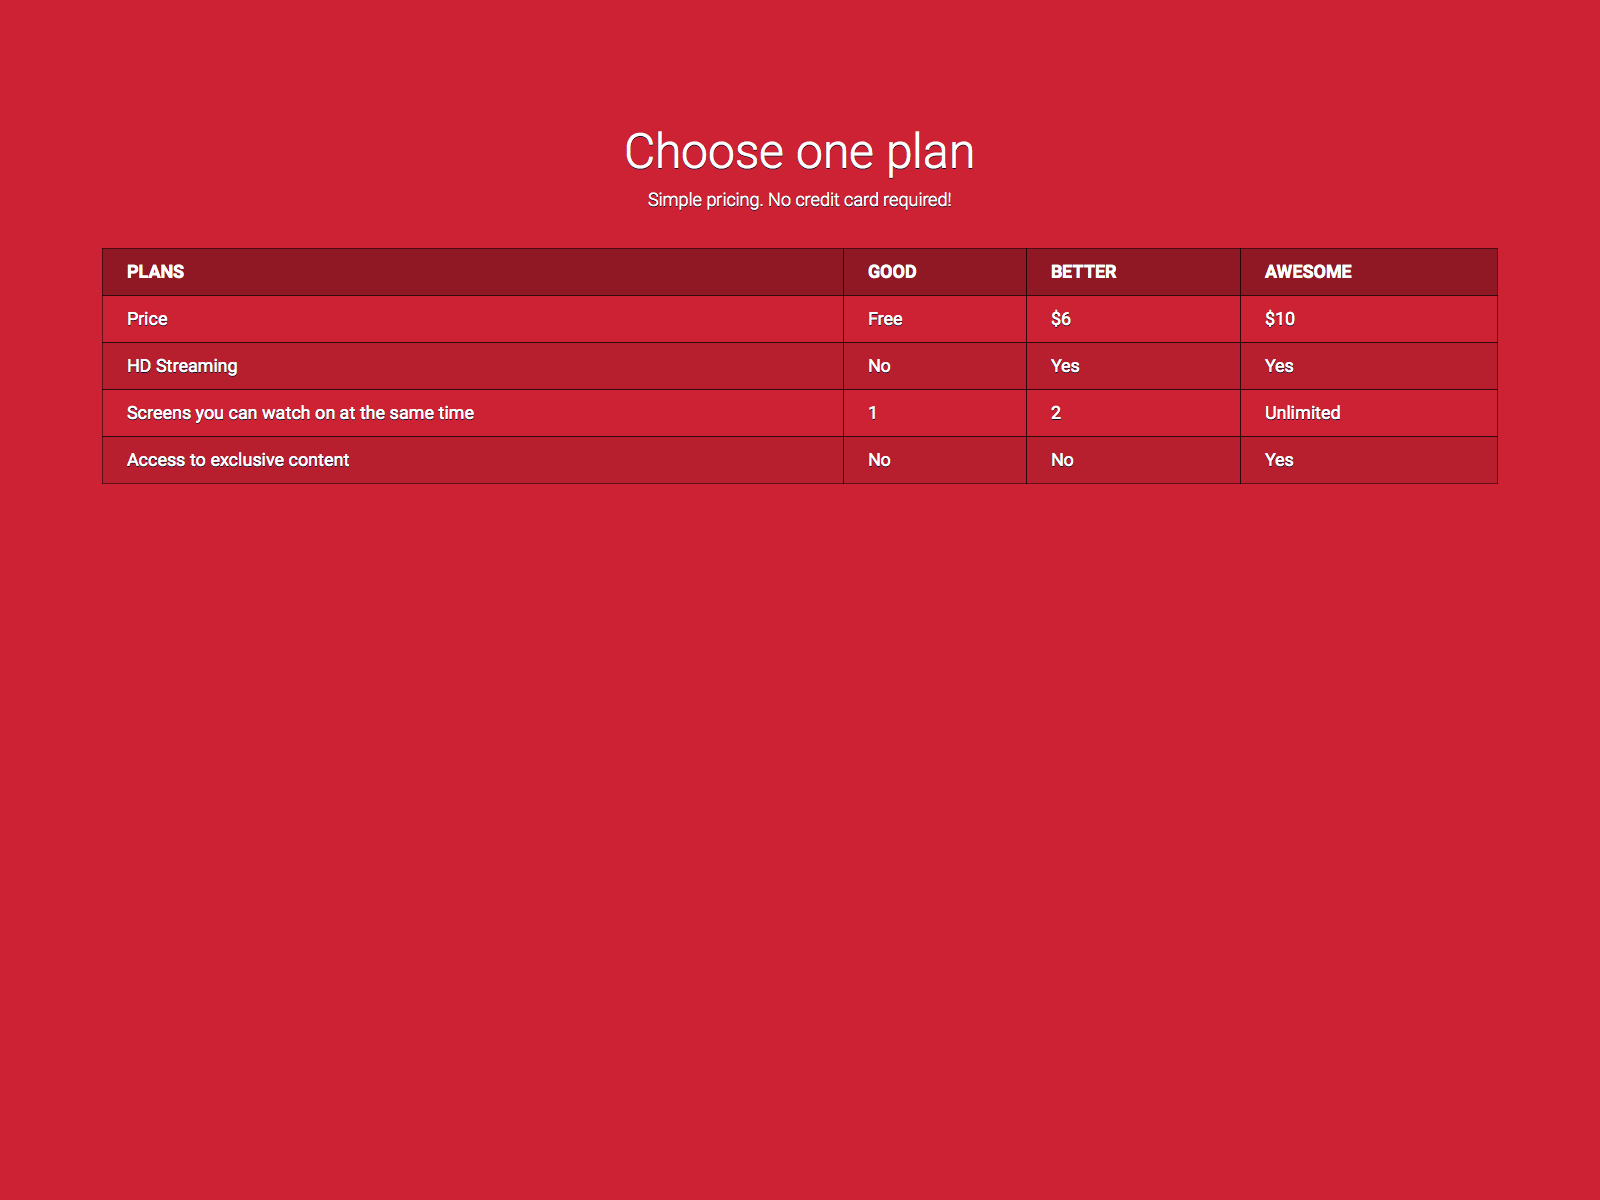 Choose one plan
Simple pricing. No credit card required!
PLANS GOOD BETTER AWESOME
Price Free $6 $10
HD Streaming No Yes Yes
Screens you can watch on at the same time 1 2 Unlimited
Access to exclusive content No No Yes